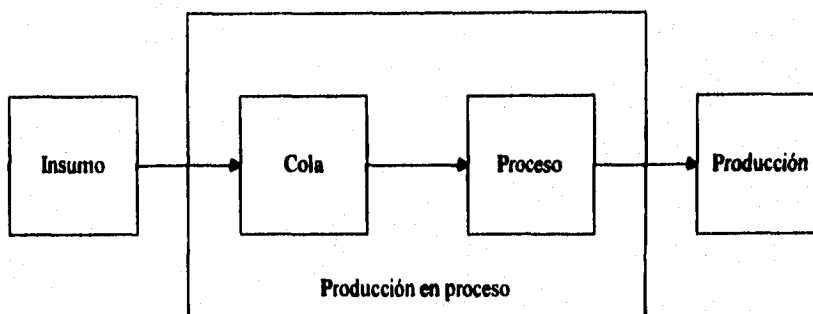 Insumo
Cola
Proceso
Producción
Producción en proceso